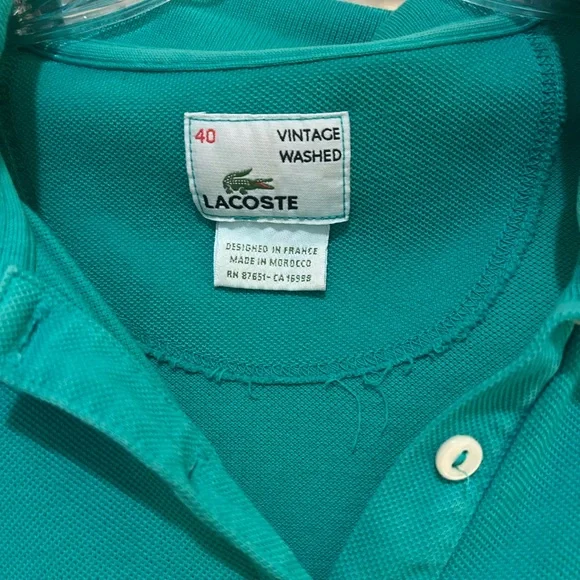 40 VINTAGE
WASHED
LACOSTE
DESIGNED IN FRANCE
MADE IN MOROCCO
RN 87651-CA 16998